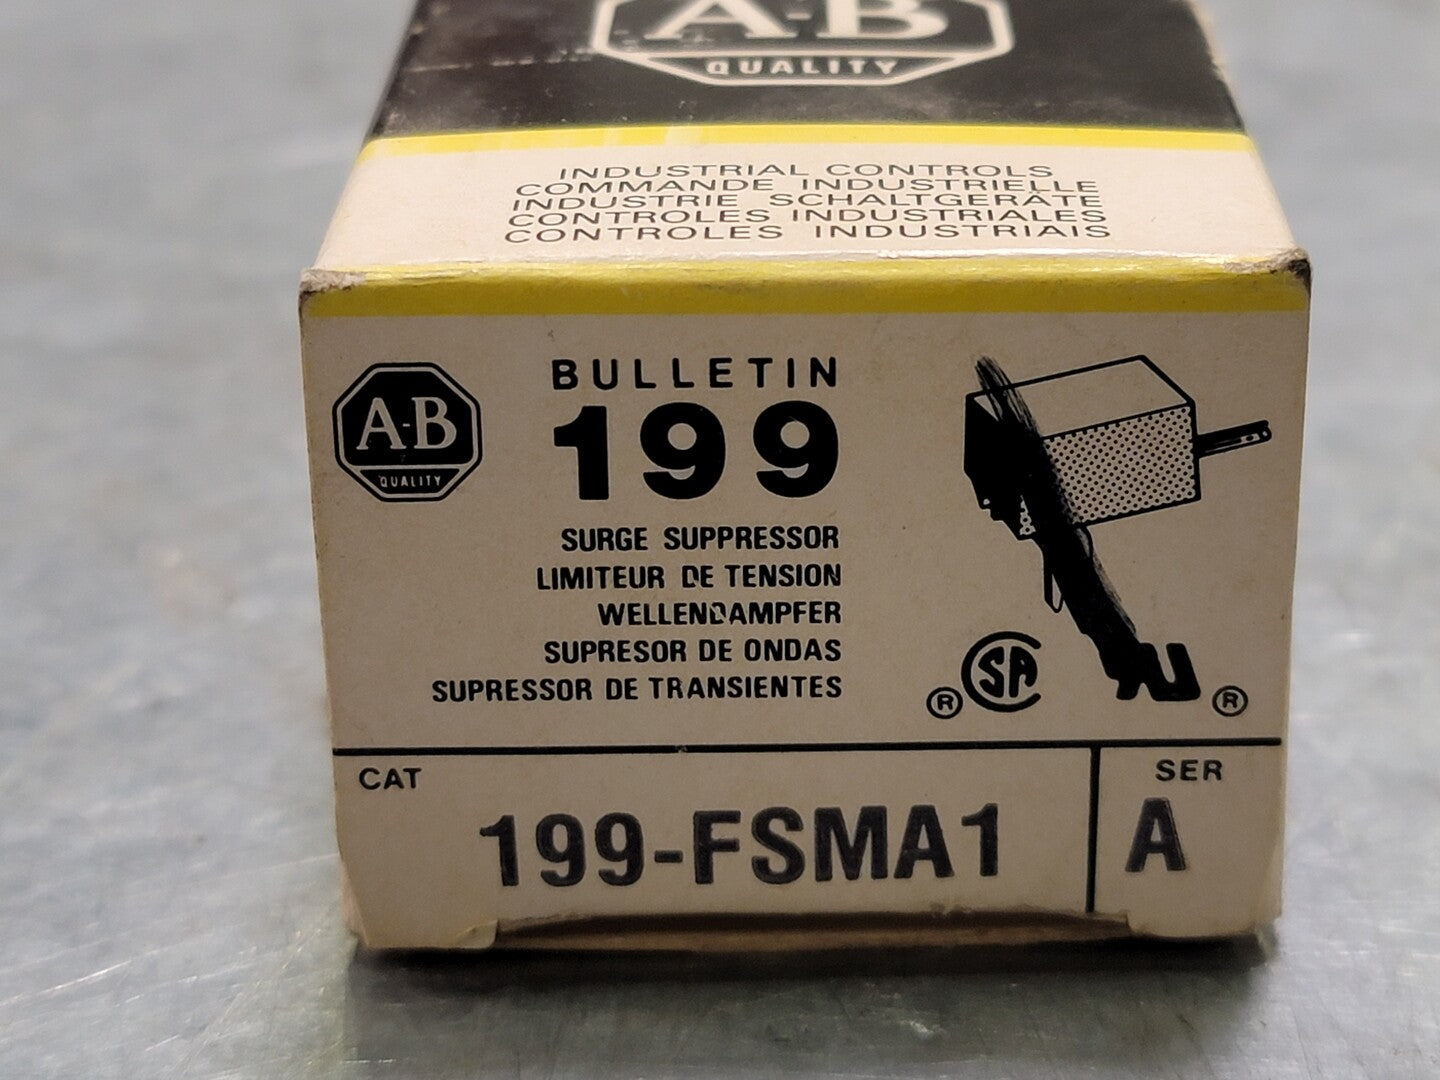 A-B
QUALITY
INDUSTRIAL CONTROLS
COMMANDE INDUSTRIELLE
INDUSTRIE SCHALTGERÄTE
CONTROLES INDUSTRIALES
CONTROLES INDUSTRIAIS
A-B
QUALITY
BULLETIN
199
SURGE SUPPRESSOR
LIMITEUR DE TENSION
WELLENDAMPFER
SUPRESOR DE ONDAS
SUPRESSOR DE TRANSIENTES
® SA ®
CAT
199-FSMA1
SER
A